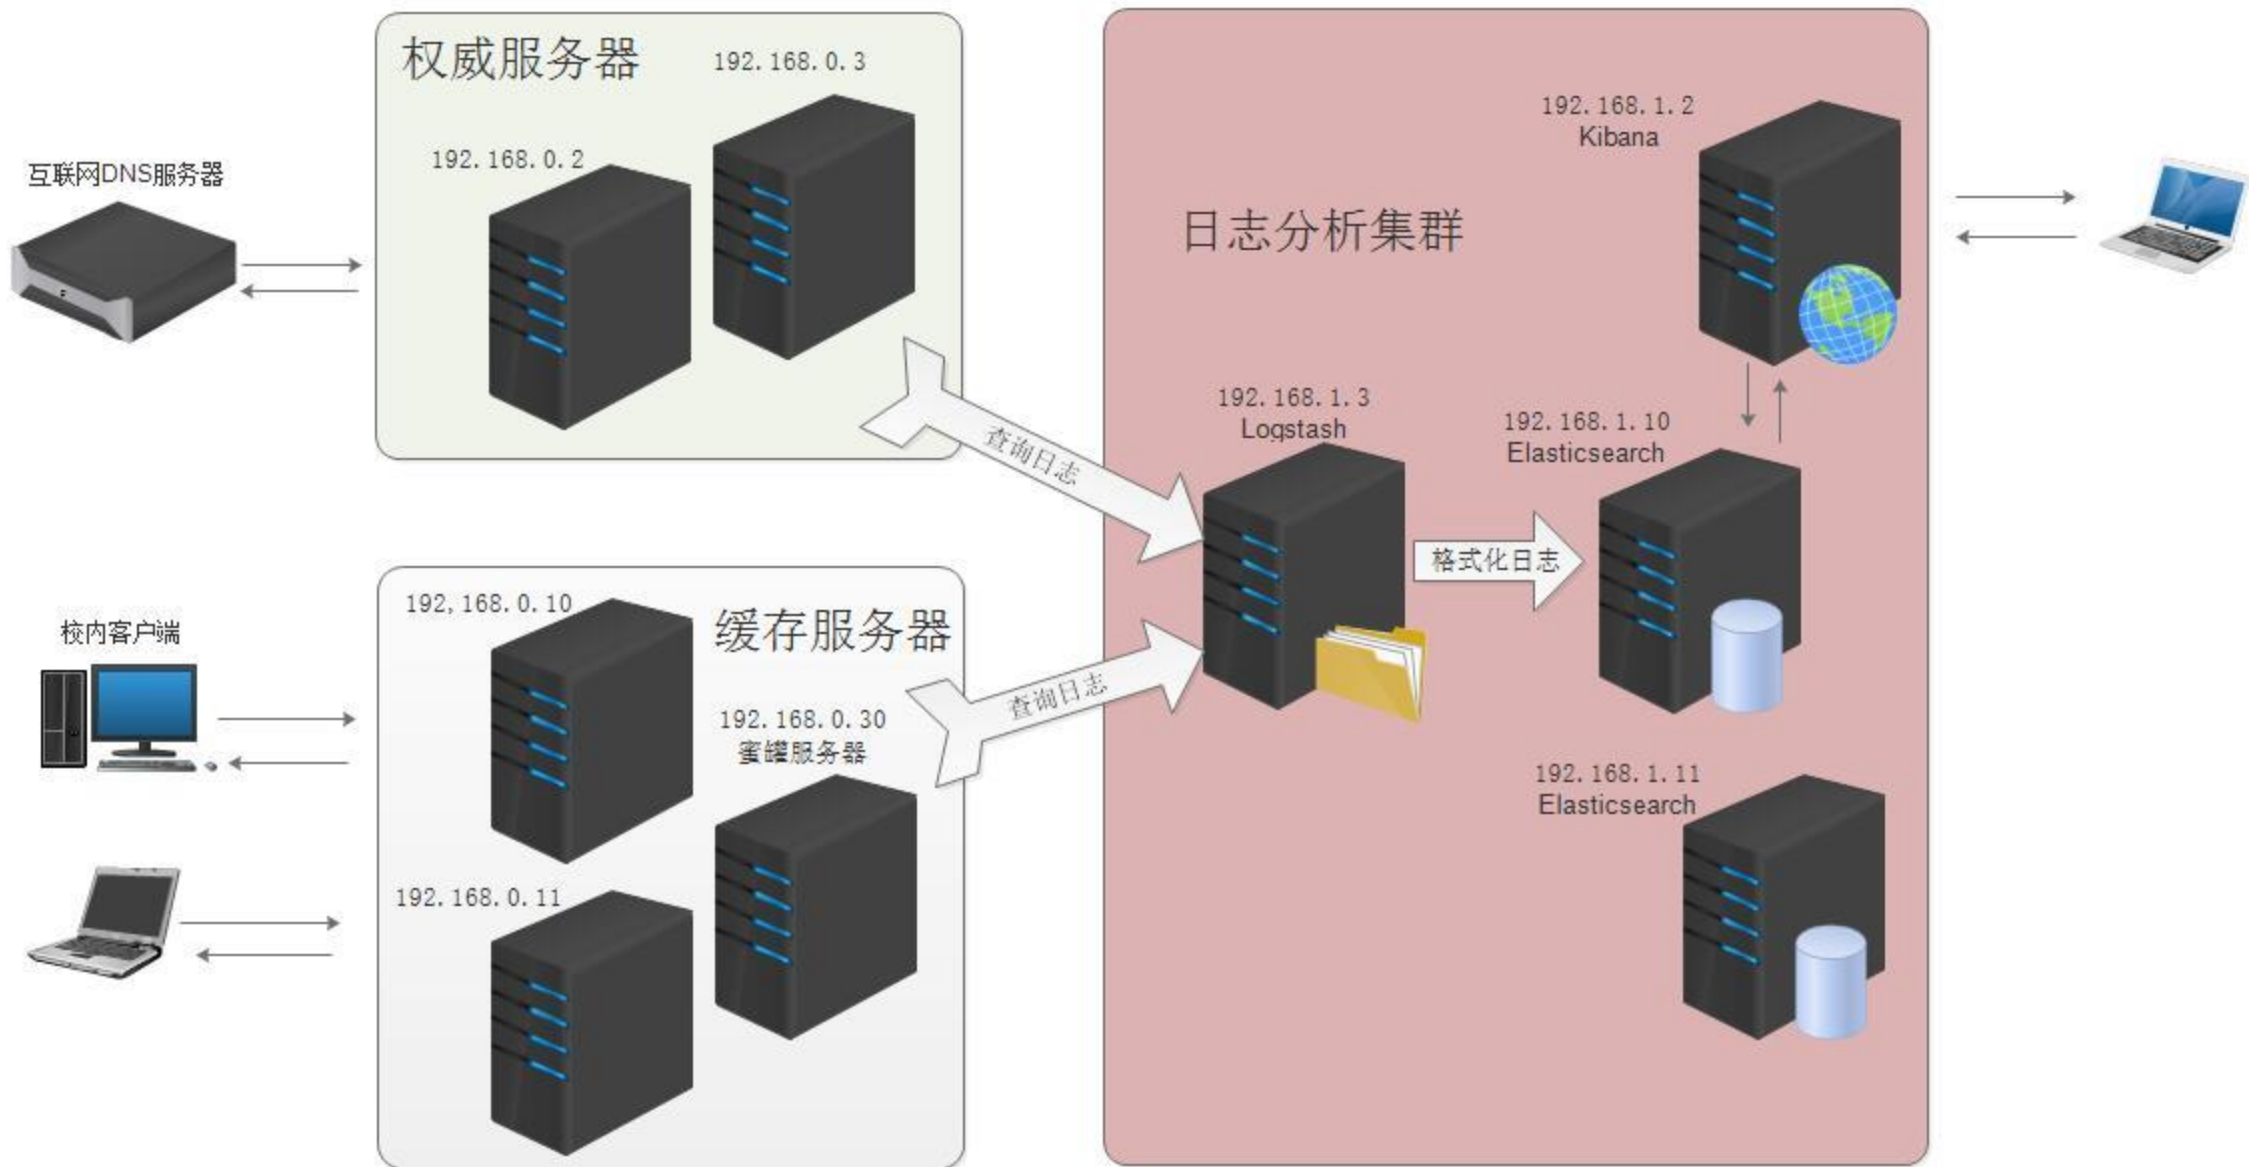 权威服务器
192.168.0.3
192.168.0.2
互联网DNS服务器
查询日志
192,168.0.10
缓存服务器
校内客户端
192.168.0.30
蜜罐服务器
192.168.0.11
查询日志
日志分析集群
192.168.1.2
Kibana
192.168.1.3
Logstash
格式化日志
192.168.1.10
Elasticsearch
192.168.1.11
Elasticsearch